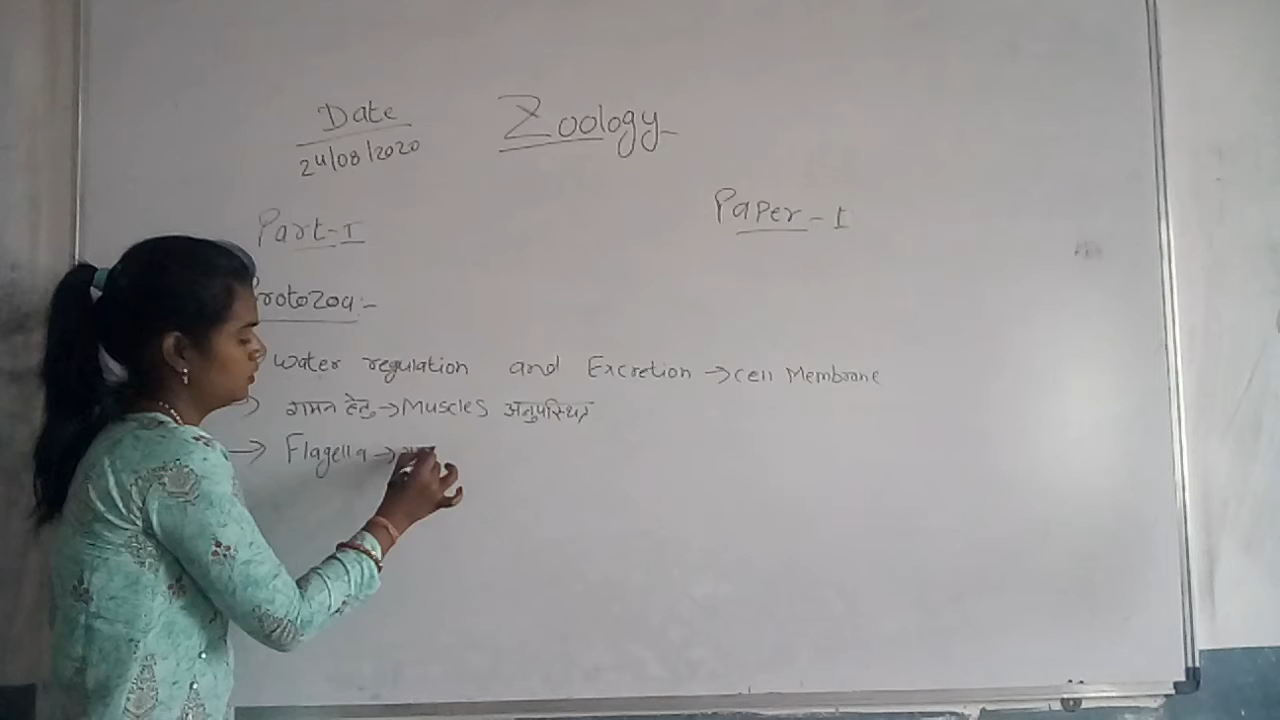 Date Zoology
24/08/2020
Paper-I
Part-I
Protozoa:-
Water regulation and Excretion → cell Membrane
गमन हेतु → Muscles अनुपस्थित
→ Flagella →